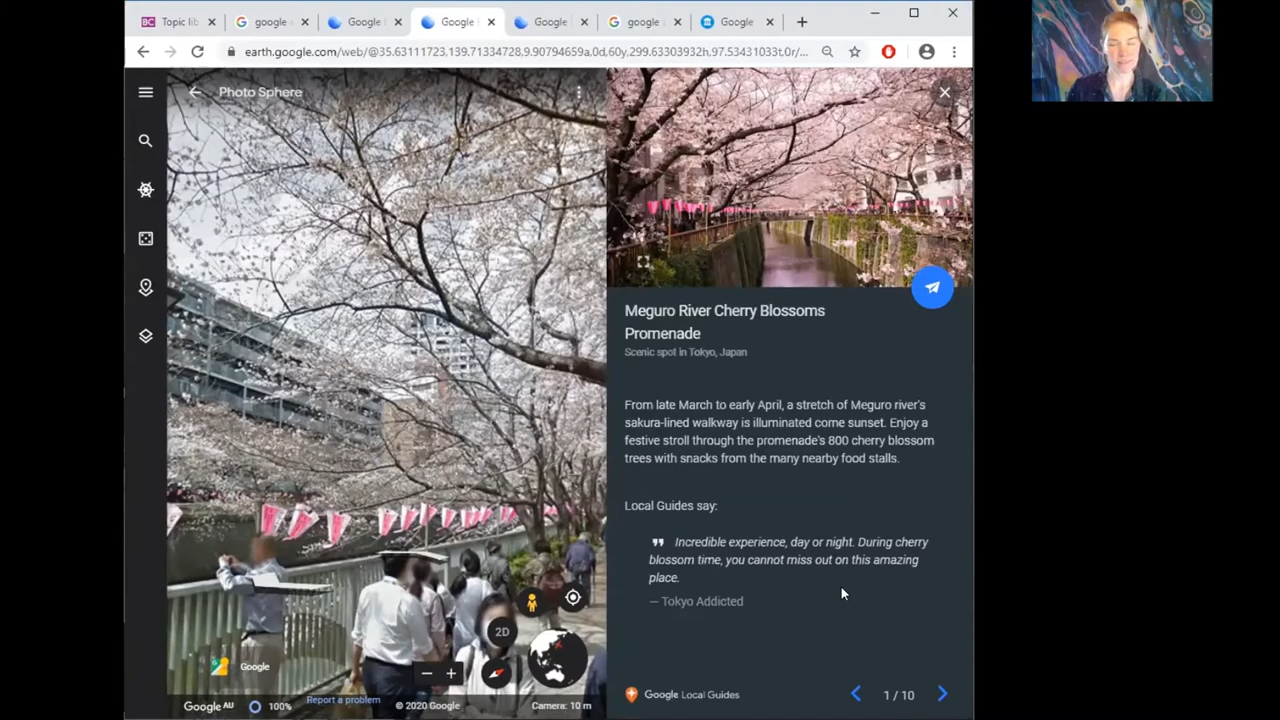 Topic lib
google
Google
Google
Google
google
Google
earth.google.com/web/@35.63111723,139.71334728,9.90794659a,0d,60y,299.63303932h,97.53431033t,0r/...
Photo Sphere
Meguro River Cherry Blossoms
Promenade
Scenic spot in Tokyo, Japan
From late March to early April, a stretch of Meguro river's
sakura-lined walkway is illuminated come sunset. Enjoy a
festive stroll through the promenade's 800 cherry blossom
trees with snacks from the many nearby food stalls.
Local Guides say:
Incredible experience, day or night. During cherry
blossom time, you cannot miss out on this amazing
place.
— Tokyo Addicted
2D
Google
Google Local Guides
1 / 10
Google AU
100%
Report a problem
© 2020 Google
Camera: 10 m